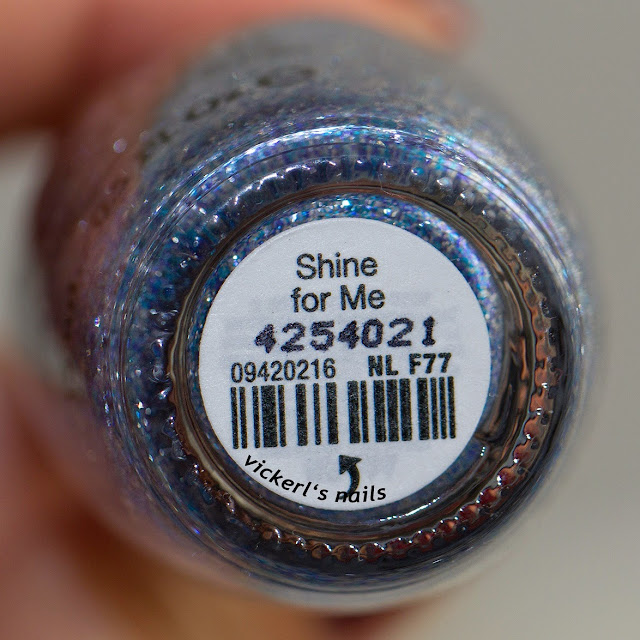 Shine
for Me
4254021
09420216 NL F77
vickerl's nails